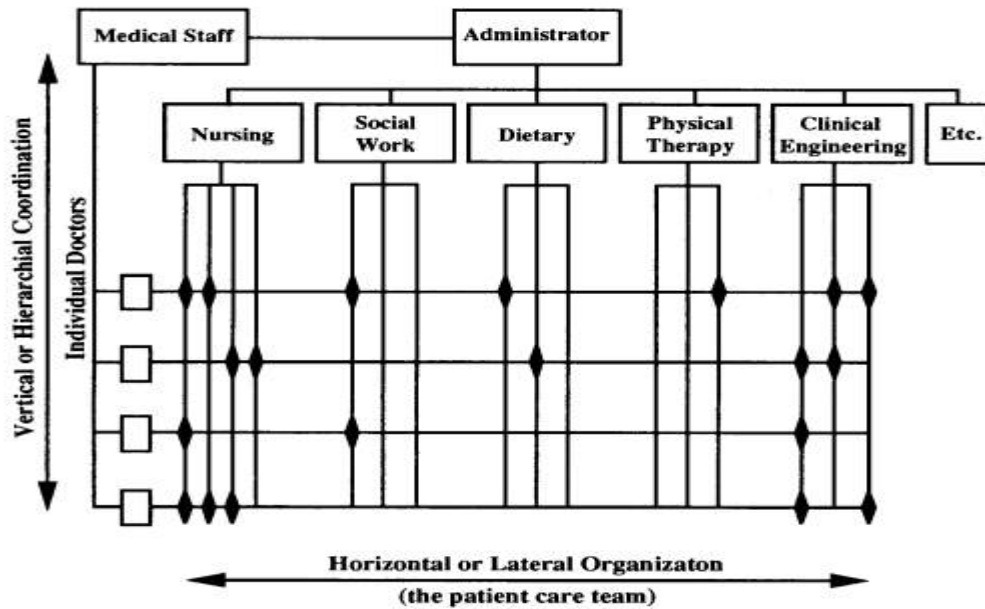 Medical Staff
Administrator
Nursing
Social
Work
Dietary
Physical
Therapy
Clinical
Engineering
Etc.
Vertical or Hierarchial Coordination
Individual Doctors
Horizontal or Lateral Organizaton
(the patient care team)